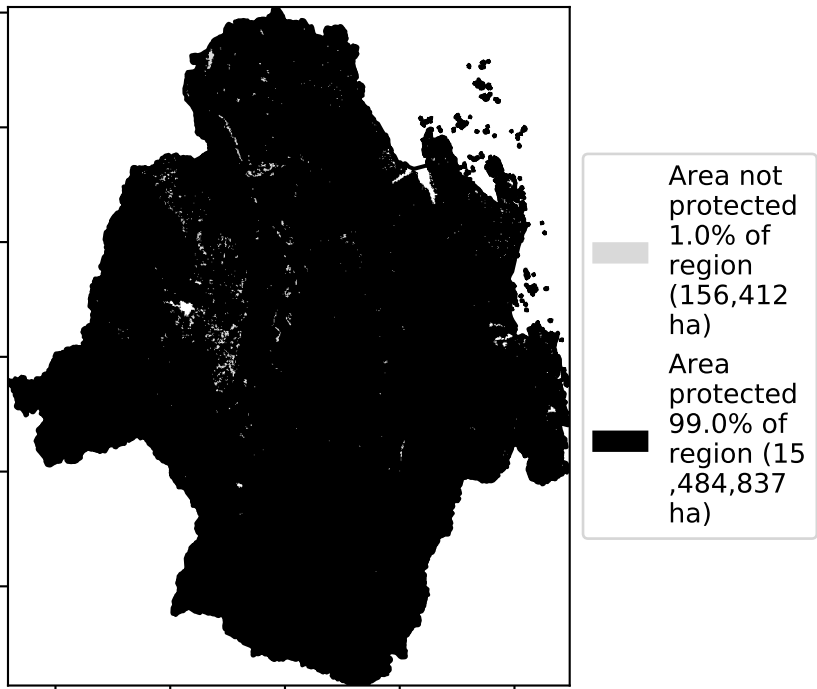 Area not
protected
1.0% of
region
(156,412
ha)
Area
protected
99.0% of
region (15
,484,837
ha)